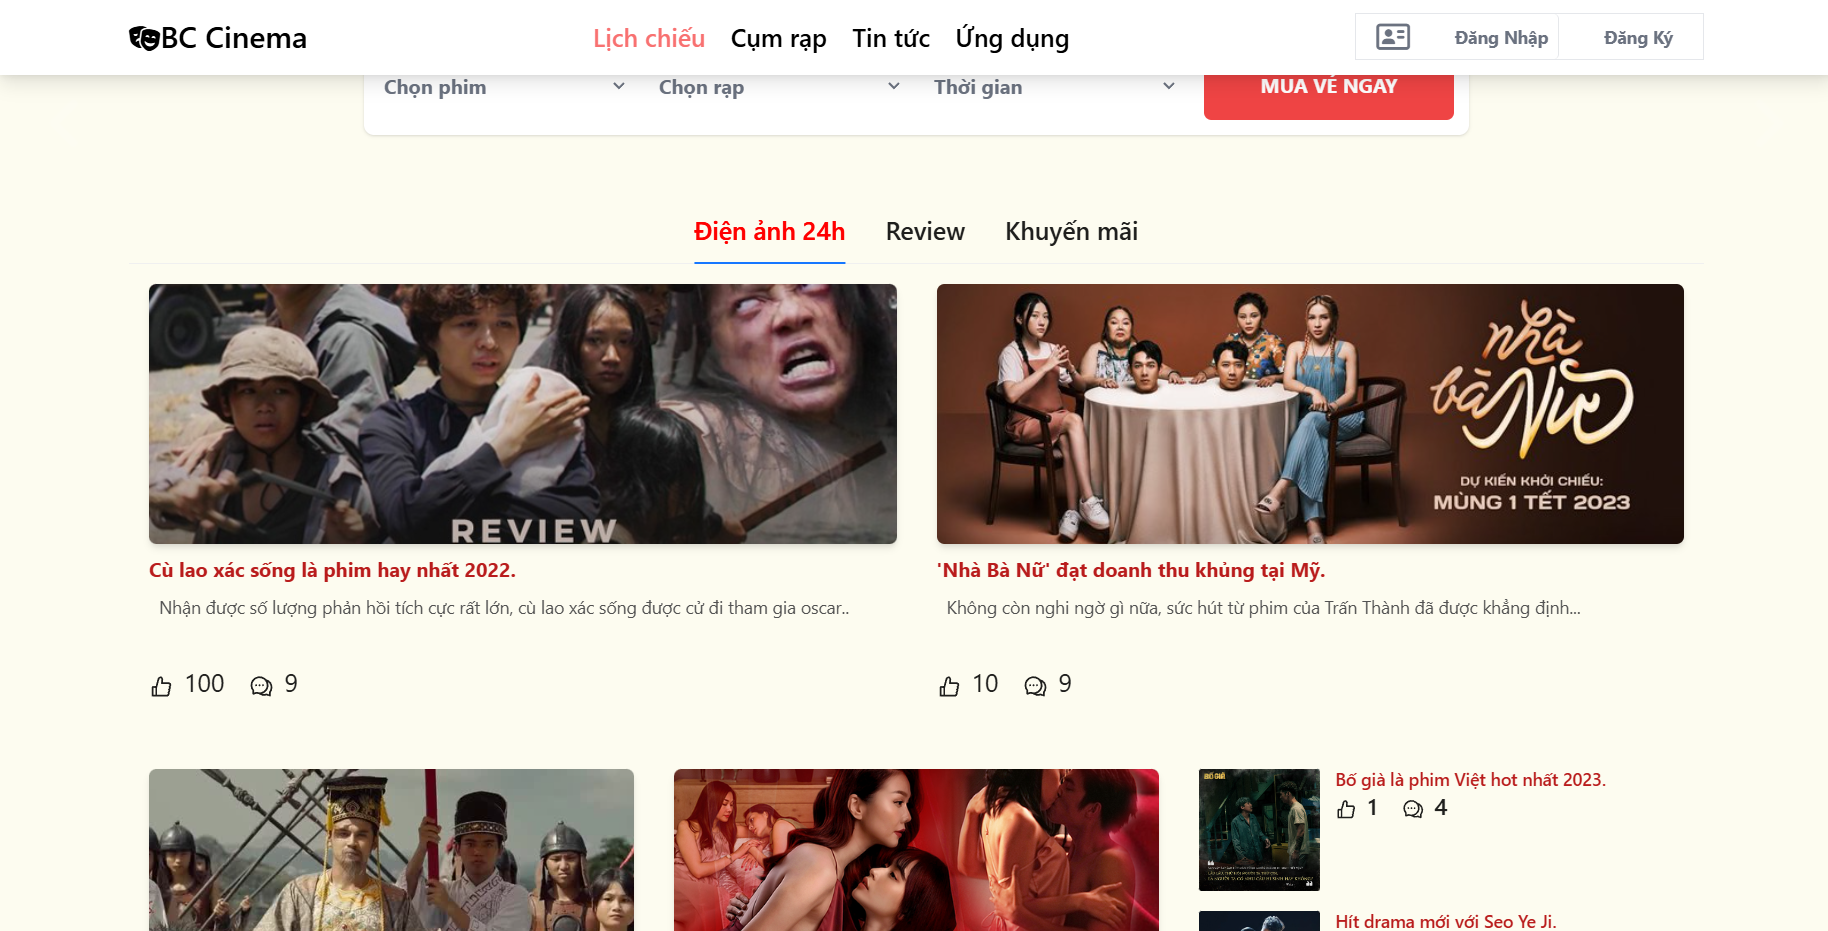 BC Cinema
Lịch chiếu Cụm rạp Tin tức Ứng dụng
Đăng Nhập Đăng Ký
Chọn phim Chọn rạp Thời gian MUA VÉ NGAY
Điện ảnh 24h Review Khuyến mãi
REVIEW
nhà
bà Nữ
DỰ KIẾN KHỞI CHIẾU:
MÙNG 1 TẾT 2023
Cù lao xác sống là phim hay nhất 2022.
Nhận được số lượng phản hồi tích cực rất lớn, cù lao xác sống được cử đi tham gia oscar..
100 9
'Nhà Bà Nữ' đạt doanh thu khủng tại Mỹ.
Không còn nghi ngờ gì nữa, sức hút từ phim của Trấn Thành đã được khẳng định...
10 9
BỐ GIÀ
Bố già là phim Việt hot nhất 2023.
1 4
Hít drama mới với Seo Ye Ji.